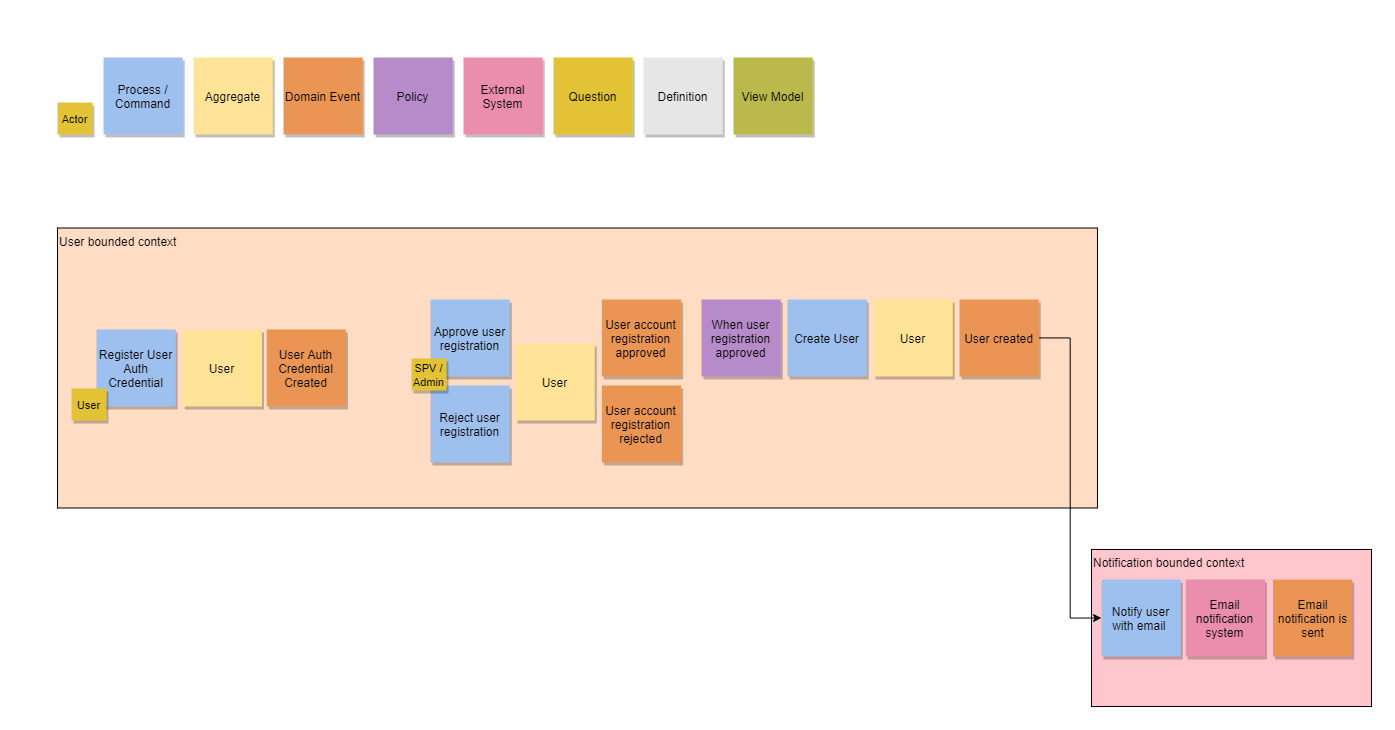 Actor
Process /
Command
Aggregate
Domain Event
Policy
External
System
Question
Definition
View Model
User bounded context
Register User
Auth
Credential
User
User
User Auth
Credential
Created
Approve user
registration
SPV /
Admin
Reject user
registration
User
User account
registration
approved
User account
registration
rejected
When user
registration
approved
Create User
User
User created
Notification bounded context
Notify user
with email
Email
notification
system
Email
notification is
sent